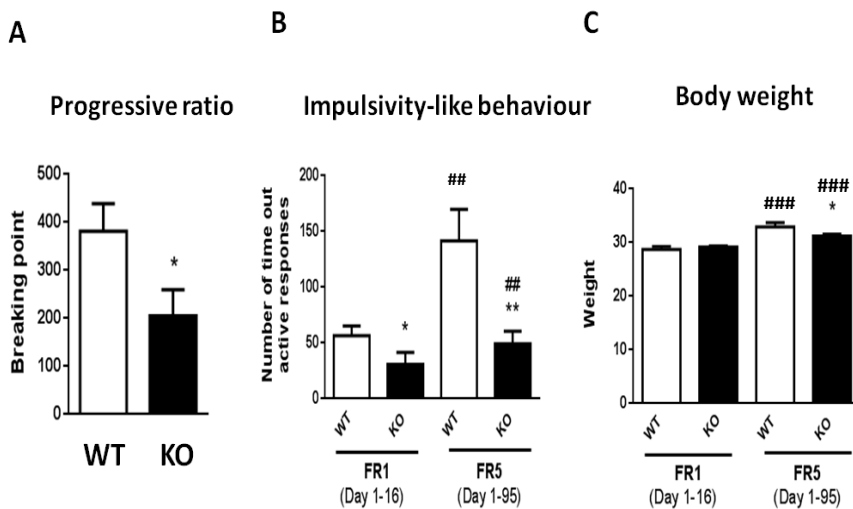 A
Progressive ratio
Breaking point
500
400
300
200
100
0
*
WT KO
B
Impulsivity-like behaviour
Number of time out
active responses
200
150
100
50
0
##
##
*
**
WT KO WT KO
FR1 FR5
(Day 1-16) (Day 1-95)
C
Body weight
Weight
40
30
20
10
0
###
###
*
WT KO WT KO
FR1 FR5
(Day 1-16) (Day 1-95)